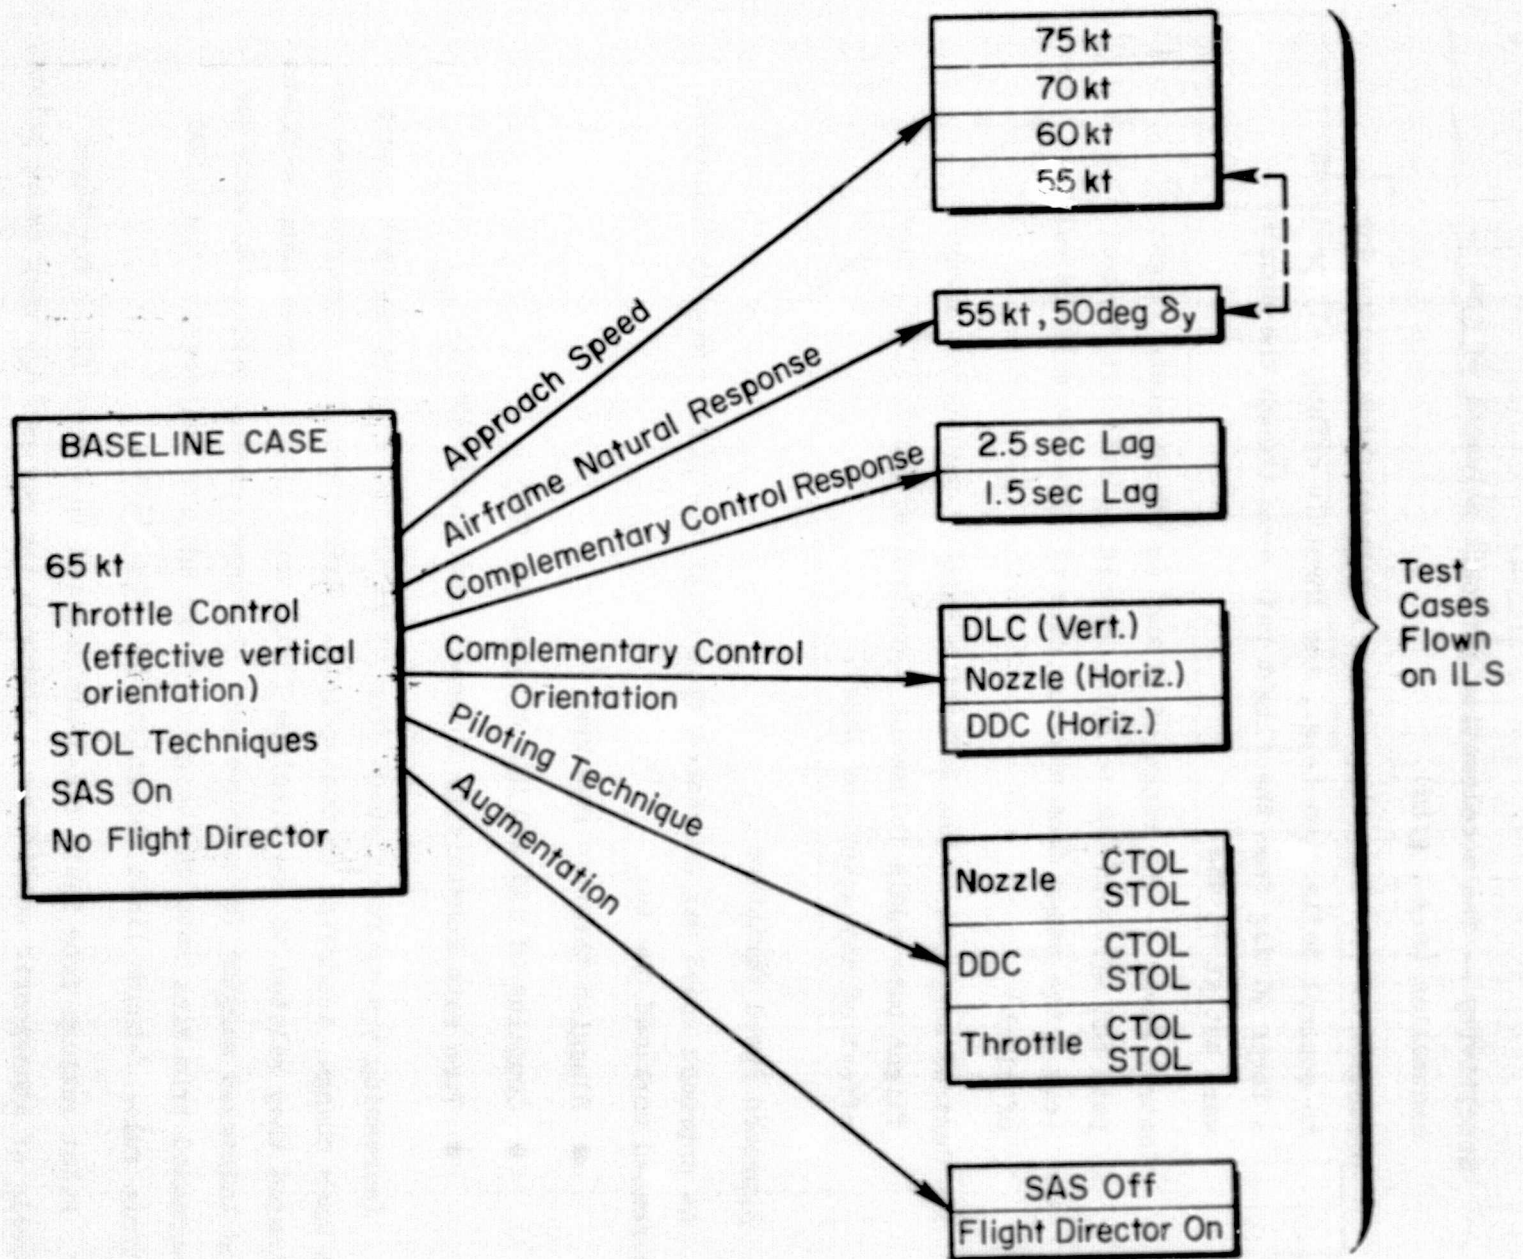 BASELINE CASE
65 kt
Throttle Control
(effective vertical
orientation)
STOL Techniques
SAS On
No Flight Director
Approach Speed
Airframe Natural Response
Complementary Control Response
Complementary Control
Orientation
Piloting Technique
Augmentation
75 kt
70 kt
60 kt
55 kt
55 kt, 50deg δy
2.5 sec Lag
1.5 sec Lag
DLC (Vert.)
Nozzle (Horiz.)
DDC (Horiz.)
Nozzle CTOL
STOL
DDC CTOL
STOL
Throttle CTOL
STOL
SAS Off
Flight Director On
Test
Cases
Flown
on ILS